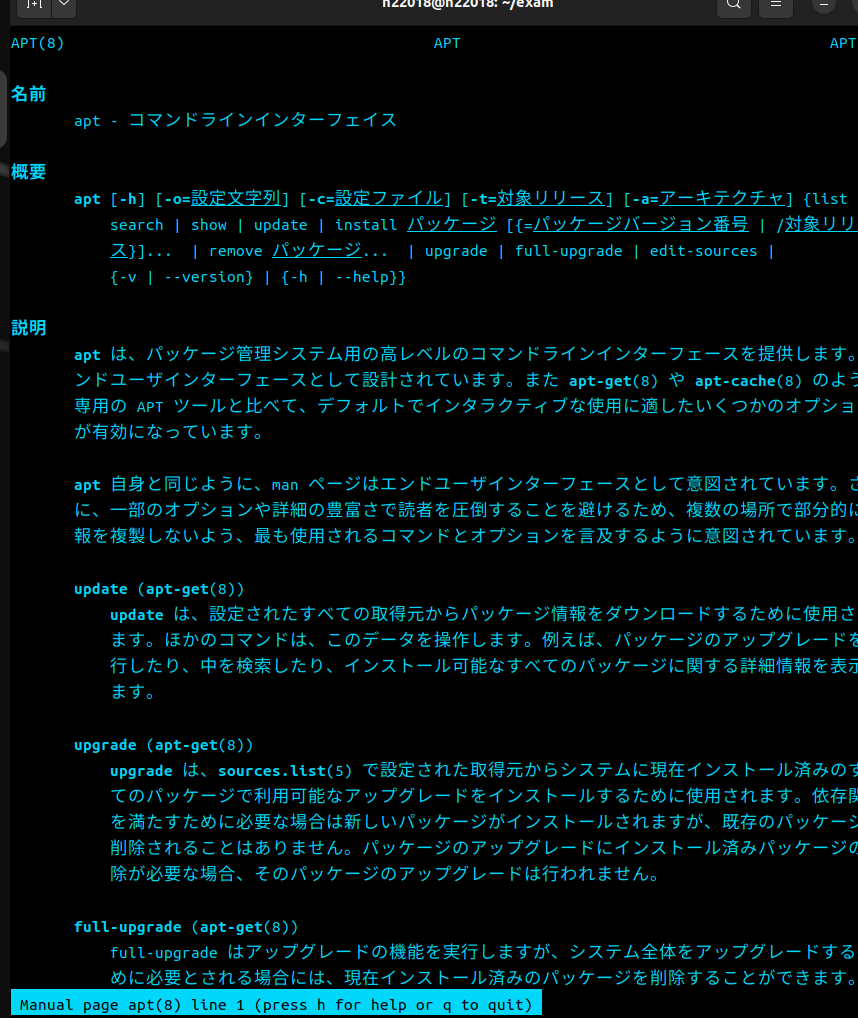 n22018@n22018: ~/exam
APT(8) APT APT
名前
apt - コマンドラインインターフェイス
概要
apt [-h] [-o=設定文字列] [-c=設定ファイル] [-t=対象リリース] [-a=アーキテクチャ] {list
search | show | update | install パッケージ [{=パッケージバージョン番号 | /対象リリ
ス}]... | remove パッケージ... | upgrade | full-upgrade | edit-sources |
{-v | --version} | {-h | --help}}
説明
apt は、パッケージ管理システム用の高レベルのコマンドラインインターフェースを提供します。
ンドユーザインターフェースとして設計されています。また apt-get(8) や apt-cache(8) のよう
専用の APT ツールと比べて、デフォルトでインタラクティブな使用に適したいくつかのオプショ
が有効になっています。
apt 自身と同じように、man ページはエンドユーザインターフェースとして意図されています。さ
に、一部のオプションや詳細の豊富さで読者を圧倒することを避けるため、複数の場所で部分的に
報を複製しないよう、最も使用されるコマンドとオプションを言及するように意図されています。
update (apt-get(8))
update は、設定されたすべての取得元からパッケージ情報をダウンロードするために使用さ
ます。ほかのコマンドは、このデータを操作します。例えば、パッケージのアップグレードを
行したり、中を検索したり、インストール可能なすべてのパッケージに関する詳細情報を表示
ます。
upgrade (apt-get(8))
upgrade は、sources.list(5) で設定された取得元からシステムに現在インストール済みのす
てのパッケージで利用可能なアップグレードをインストールするために使用されます。依存関
を満たすために必要な場合は新しいパッケージがインストールされますが、既存のパッケージ
削除されることはありません。パッケージのアップグレードにインストール済みパッケージの
除が必要な場合、そのパッケージのアップグレードは行われません。
full-upgrade (apt-get(8))
full-upgrade はアップグレードの機能を実行しますが、システム全体をアップグレードする
めに必要とされる場合には、現在インストール済みのパッケージを削除することができます。
Manual page apt(8) line 1 (press h for help or q to quit)